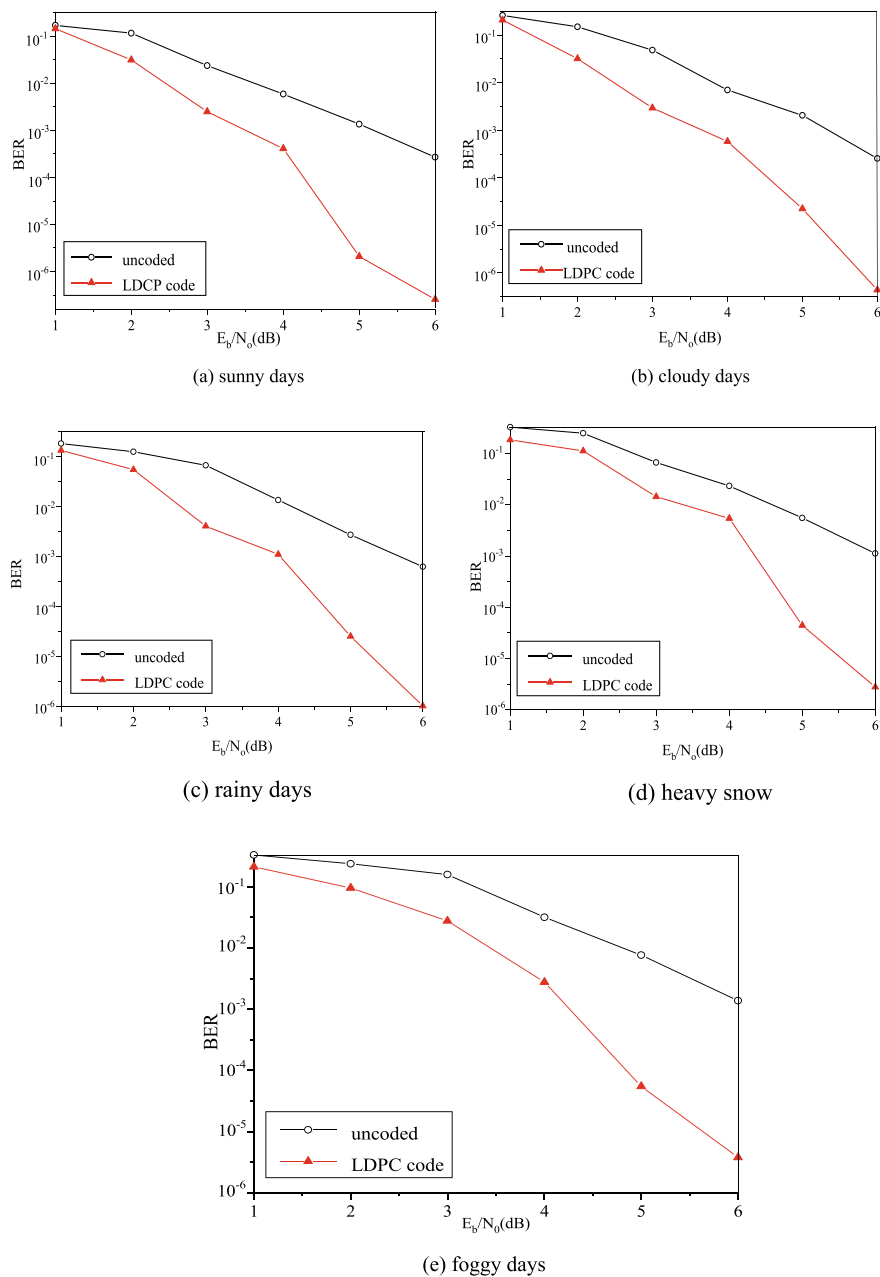 10^-1
10^-2
10^-3
10^-4
10^-5
10^-6
BER
uncoded
LDCP code
1 2 3 4 5 6
E_b/N_o(dB)
(a) sunny days
10^-1
10^-2
10^-3
10^-4
10^-5
10^-6
BER
uncoded
LDPC code
1 2 3 4 5 6
E_b/N_o(dB)
(b) cloudy days
10^-1
10^-2
10^-3
10^-4
10^-5
10^-6
BER
uncoded
LDPC code
1 2 3 4 5 6
E_b/N_o(dB)
(c) rainy days
10^-1
10^-2
10^-3
10^-4
10^-5
10^-6
BER
uncoded
LDPC code
1 2 3 4 5 6
E_b/N_o(dB)
(d) heavy snow
10^-1
10^-2
10^-3
10^-4
10^-5
10^-6
BER
uncoded
LDPC code
1 2 3 4 5 6
E_b/N_0(dB)
(e) foggy days